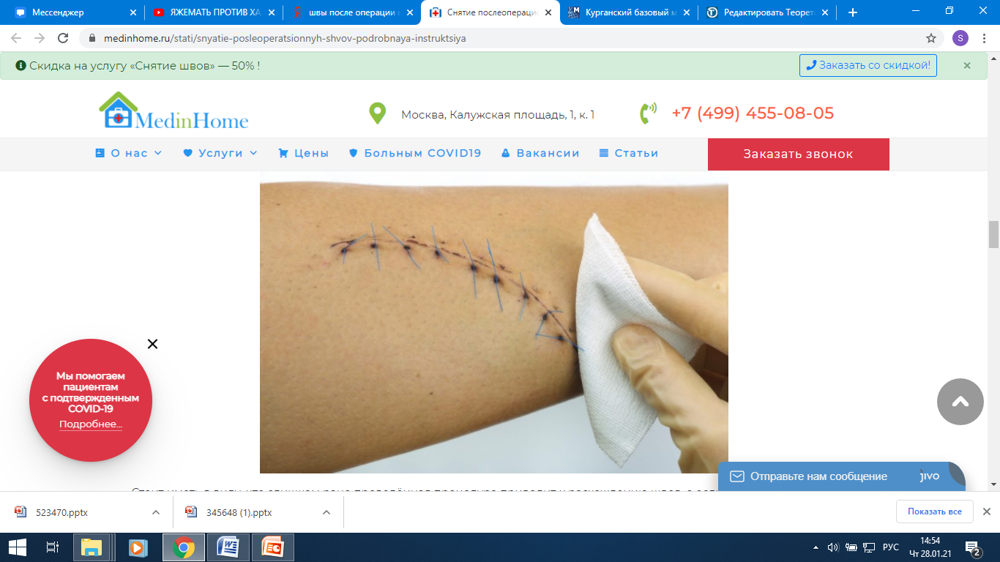 Мессенджер
ЯЖЕМАТЬ ПРОТИВ ХА
швы после операции
Снятие послеопераци
Курганский базовый м
Редактировать Теорет
medinhome.ru/stati/snyatie-posleoperatsionnyh-shvov-podrobnaya-instruktsiya
S
Скидка на услугу «Снятие швов» — 50% !
Заказать со скидкой!
MedinHome
Москва, Калужская площадь, 1, к. 1
+7 (499) 455-08-05
О нас
Услуги
Цены
Больным COVID19
Вакансии
Статьи
Заказать звонок
Мы помогаем
пациентам
с подтвержденным
COVID-19
Подробнее...
Отправьте нам сообщение
jivo
523470.pptx
345648 (1).pptx
Показать все
РУС
14:54
Чт 28.01.21
2